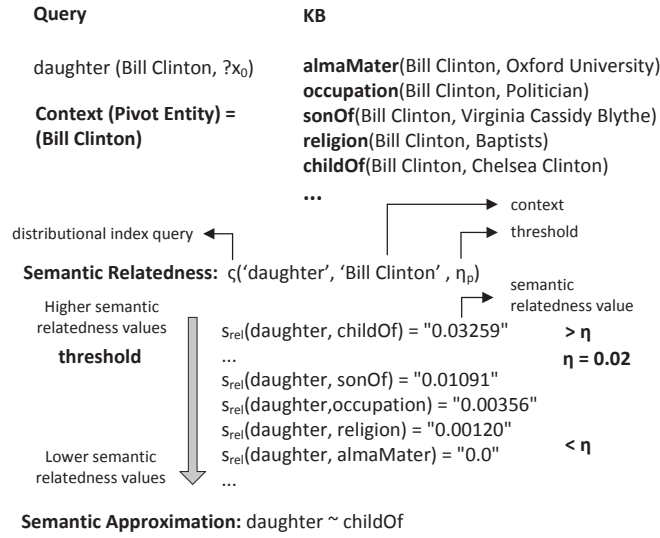 Query
KB
daughter (Bill Clinton, ?x0)
Context (Pivot Entity) =
(Bill Clinton)
almaMater(Bill Clinton, Oxford University)
occupation(Bill Clinton, Politician)
sonOf(Bill Clinton, Virginia Cassidy Blythe)
religion(Bill Clinton, Baptists)
childOf(Bill Clinton, Chelsea Clinton)
...
context
distributional index query
threshold
Semantic Relatedness: ς('daughter', 'Bill Clinton' , ηp)
semantic
relatedness value
Higher semantic
relatedness values
threshold
srel(daughter, childOf) = "0.03259"
> η
...
η = 0.02
srel(daughter, sonOf) = "0.01091"
srel(daughter,occupation) = "0.00356"
srel(daughter, religion) = "0.00120"
srel(daughter, almaMater) = "0.0"
< η
...
Lower semantic
relatedness values
Semantic Approximation: daughter ~ childOf